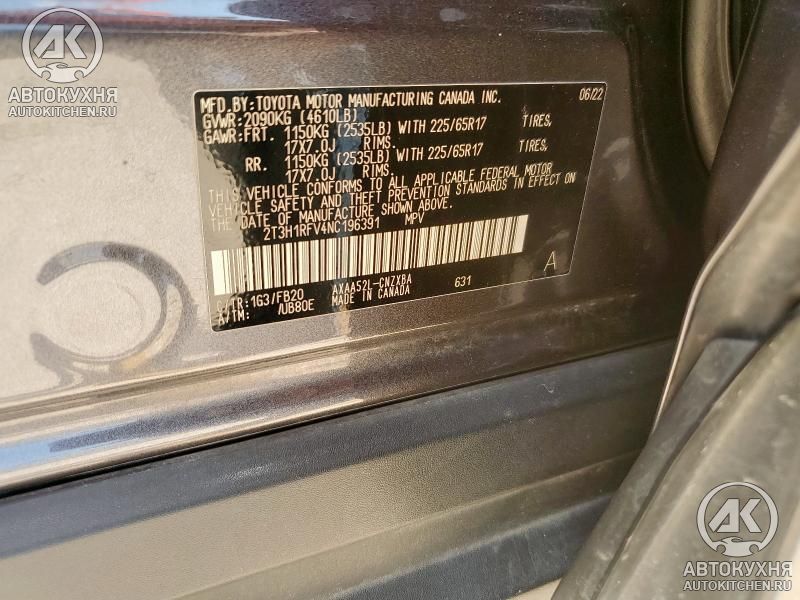 АК
АВТОКУХНЯ
AUTOKITCHEN.RU
MFD.BY:TOYOTA MOTOR MANUFACTURING CANADA INC. 06/22
GVWR:2090KG (4610LB)
GAWR:FRT. 1150KG (2535LB) WITH 225/65R17 TIRES,
17X7.0J RIMS.
RR. 1150KG (2535LB) WITH 225/65R17 TIRES,
17X7.0J RIMS.
THIS VEHICLE CONFORMS TO ALL APPLICABLE FEDERAL MOTOR
VEHICLE SAFETY AND THEFT PREVENTION STANDARDS IN EFFECT ON
THE DATE OF MANUFACTURE SHOWN ABOVE.
2T3H1RFV4NC196391 MPV
C/TR:1G3/FB20 AXAA52L-CNZXBA 631 A
A/TM: /UB80E MADE IN CANADA
АК
АВТОКУХНЯ
AUTOKITCHEN.RU